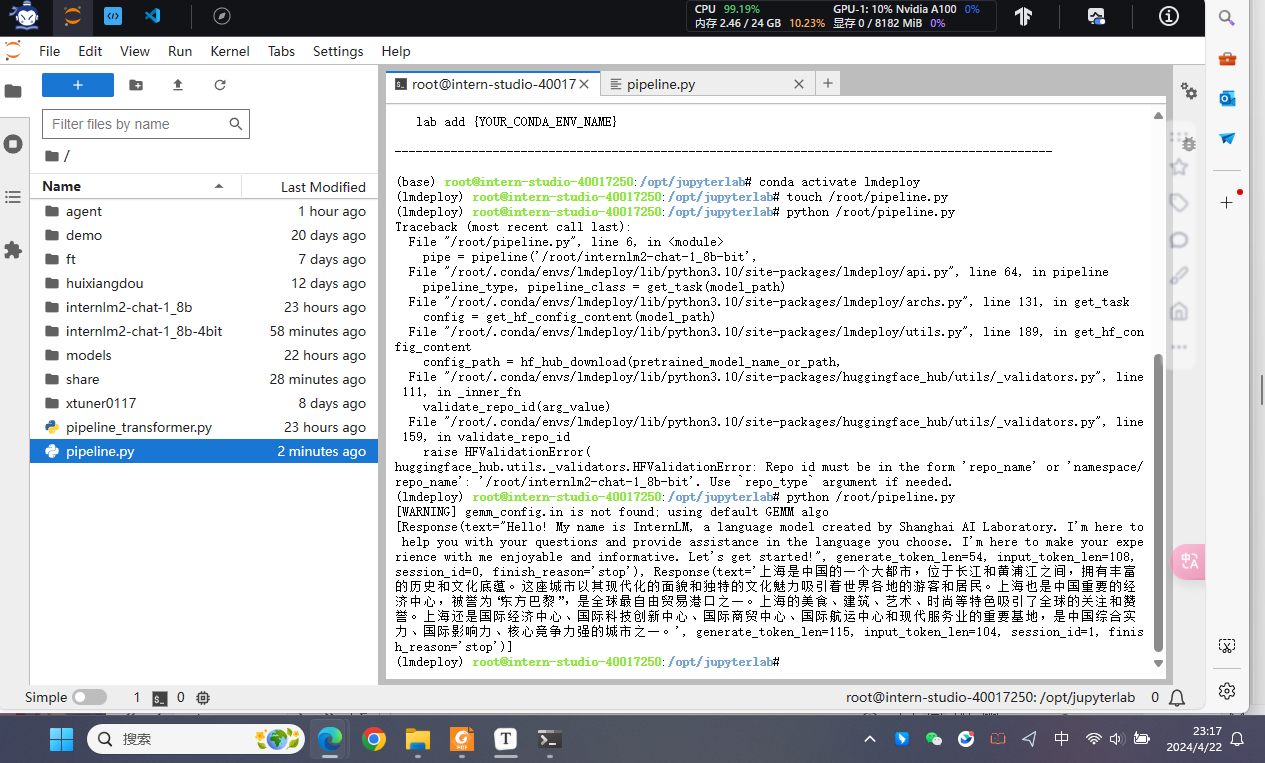 CPU 99.19% GPU-1: 10% Nvidia A100 0%
内存 2.46 / 24 GB 10.23% 显存 0 / 8182 MiB 0%
File Edit View Run Kernel Tabs Settings Help
root@intern-studio-40017
pipeline.py
Filter files by name
/
Name Last Modified
agent 1 hour ago
demo 20 days ago
ft 7 days ago
huixiangdou 12 days ago
internlm2-chat-1_8b 23 hours ago
internlm2-chat-1_8b-4bit 58 minutes ago
models 22 hours ago
share 28 minutes ago
xtuner0117 8 days ago
pipeline_transformer.py 23 hours ago
pipeline.py 2 minutes ago
lab add {YOUR_CONDA_ENV_NAME}
(base) root@intern-studio-40017250:/opt/jupyterlab# conda activate lmdeploy
(lmdeploy) root@intern-studio-40017250:/opt/jupyterlab# touch /root/pipeline.py
(lmdeploy) root@intern-studio-40017250:/opt/jupyterlab# python /root/pipeline.py
Traceback (most recent call last):
File "/root/pipeline.py", line 6, in <module>
pipe = pipeline('/root/internlm2-chat-1_8b-bit',
File "/root/.conda/envs/lmdeploy/lib/python3.10/site-packages/lmdeploy/api.py", line 64, in pipeline
pipeline_type, pipeline_class = get_task(model_path)
File "/root/.conda/envs/lmdeploy/lib/python3.10/site-packages/lmdeploy/archs.py", line 131, in get_task
config = get_hf_config_content(model_path)
File "/root/.conda/envs/lmdeploy/lib/python3.10/site-packages/lmdeploy/utils.py", line 189, in get_hf_con
fig_content
config_path = hf_hub_download(pretrained_model_name_or_path,
File "/root/.conda/envs/lmdeploy/lib/python3.10/site-packages/huggingface_hub/utils/_validators.py", line
111, in _inner_fn
validate_repo_id(arg_value)
File "/root/.conda/envs/lmdeploy/lib/python3.10/site-packages/huggingface_hub/utils/_validators.py", line
159, in validate_repo_id
raise HFValidationError(
huggingface_hub.utils._validators.HFValidationError: Repo id must be in the form 'repo_name' or 'namespace/
repo_name': '/root/internlm2-chat-1_8b-bit'. Use `repo_type` argument if needed.
(lmdeploy) root@intern-studio-40017250:/opt/jupyterlab# python /root/pipeline.py
[WARNING] gemm_config.in is not found; using default GEMM algo
[Response(text="Hello! My name is InternLM, a language model created by Shanghai AI Laboratory. I'm here to
help you with your questions and provide assistance in the language you choose. I'm here to make your expe
rience with me enjoyable and informative. Let's get started!", generate_token_len=54, input_token_len=108,
session_id=0, finish_reason='stop'), Response(text='上海是中国的一个大都市，位于长江和黄浦江之间，拥有丰富
的历史和文化底蕴。这座城市以其现代化的面貌和独特的文化魅力吸引着世界各地的游客和居民。上海也是中国重要的经
济中心，被誉为“东方巴黎”，是全球最自由贸易港口之一。上海的美食、建筑、艺术、时尚等特色吸引了全球的关注和赞
誉。上海还是国际经济中心、国际科技创新中心、国际商贸中心、国际航运中心和现代服务业的重要基地，是中国综合实
力、国际影响力、核心竞争力强的城市之一。', generate_token_len=115, input_token_len=104, session_id=1, finis
h_reason='stop')]
(lmdeploy) root@intern-studio-40017250:/opt/jupyterlab#
Simple 1 0 root@intern-studio-40017250: /opt/jupyterlab 0
搜索 中 23:17
2024/4/22